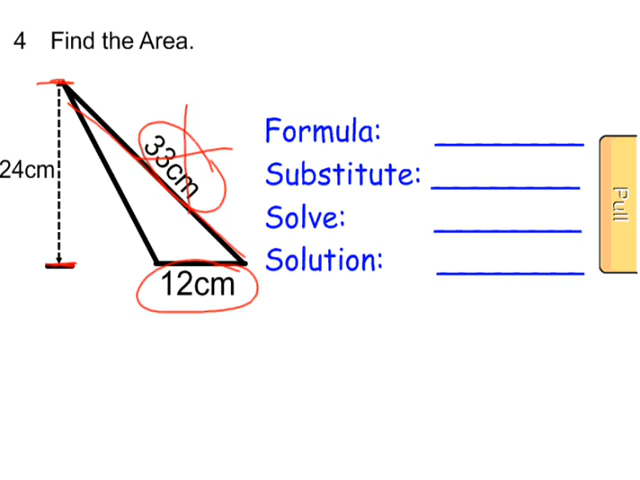 4 Find the Area.
24cm
33cm
12cm
Formula:
Substitute:
Solve:
Solution:
Pull